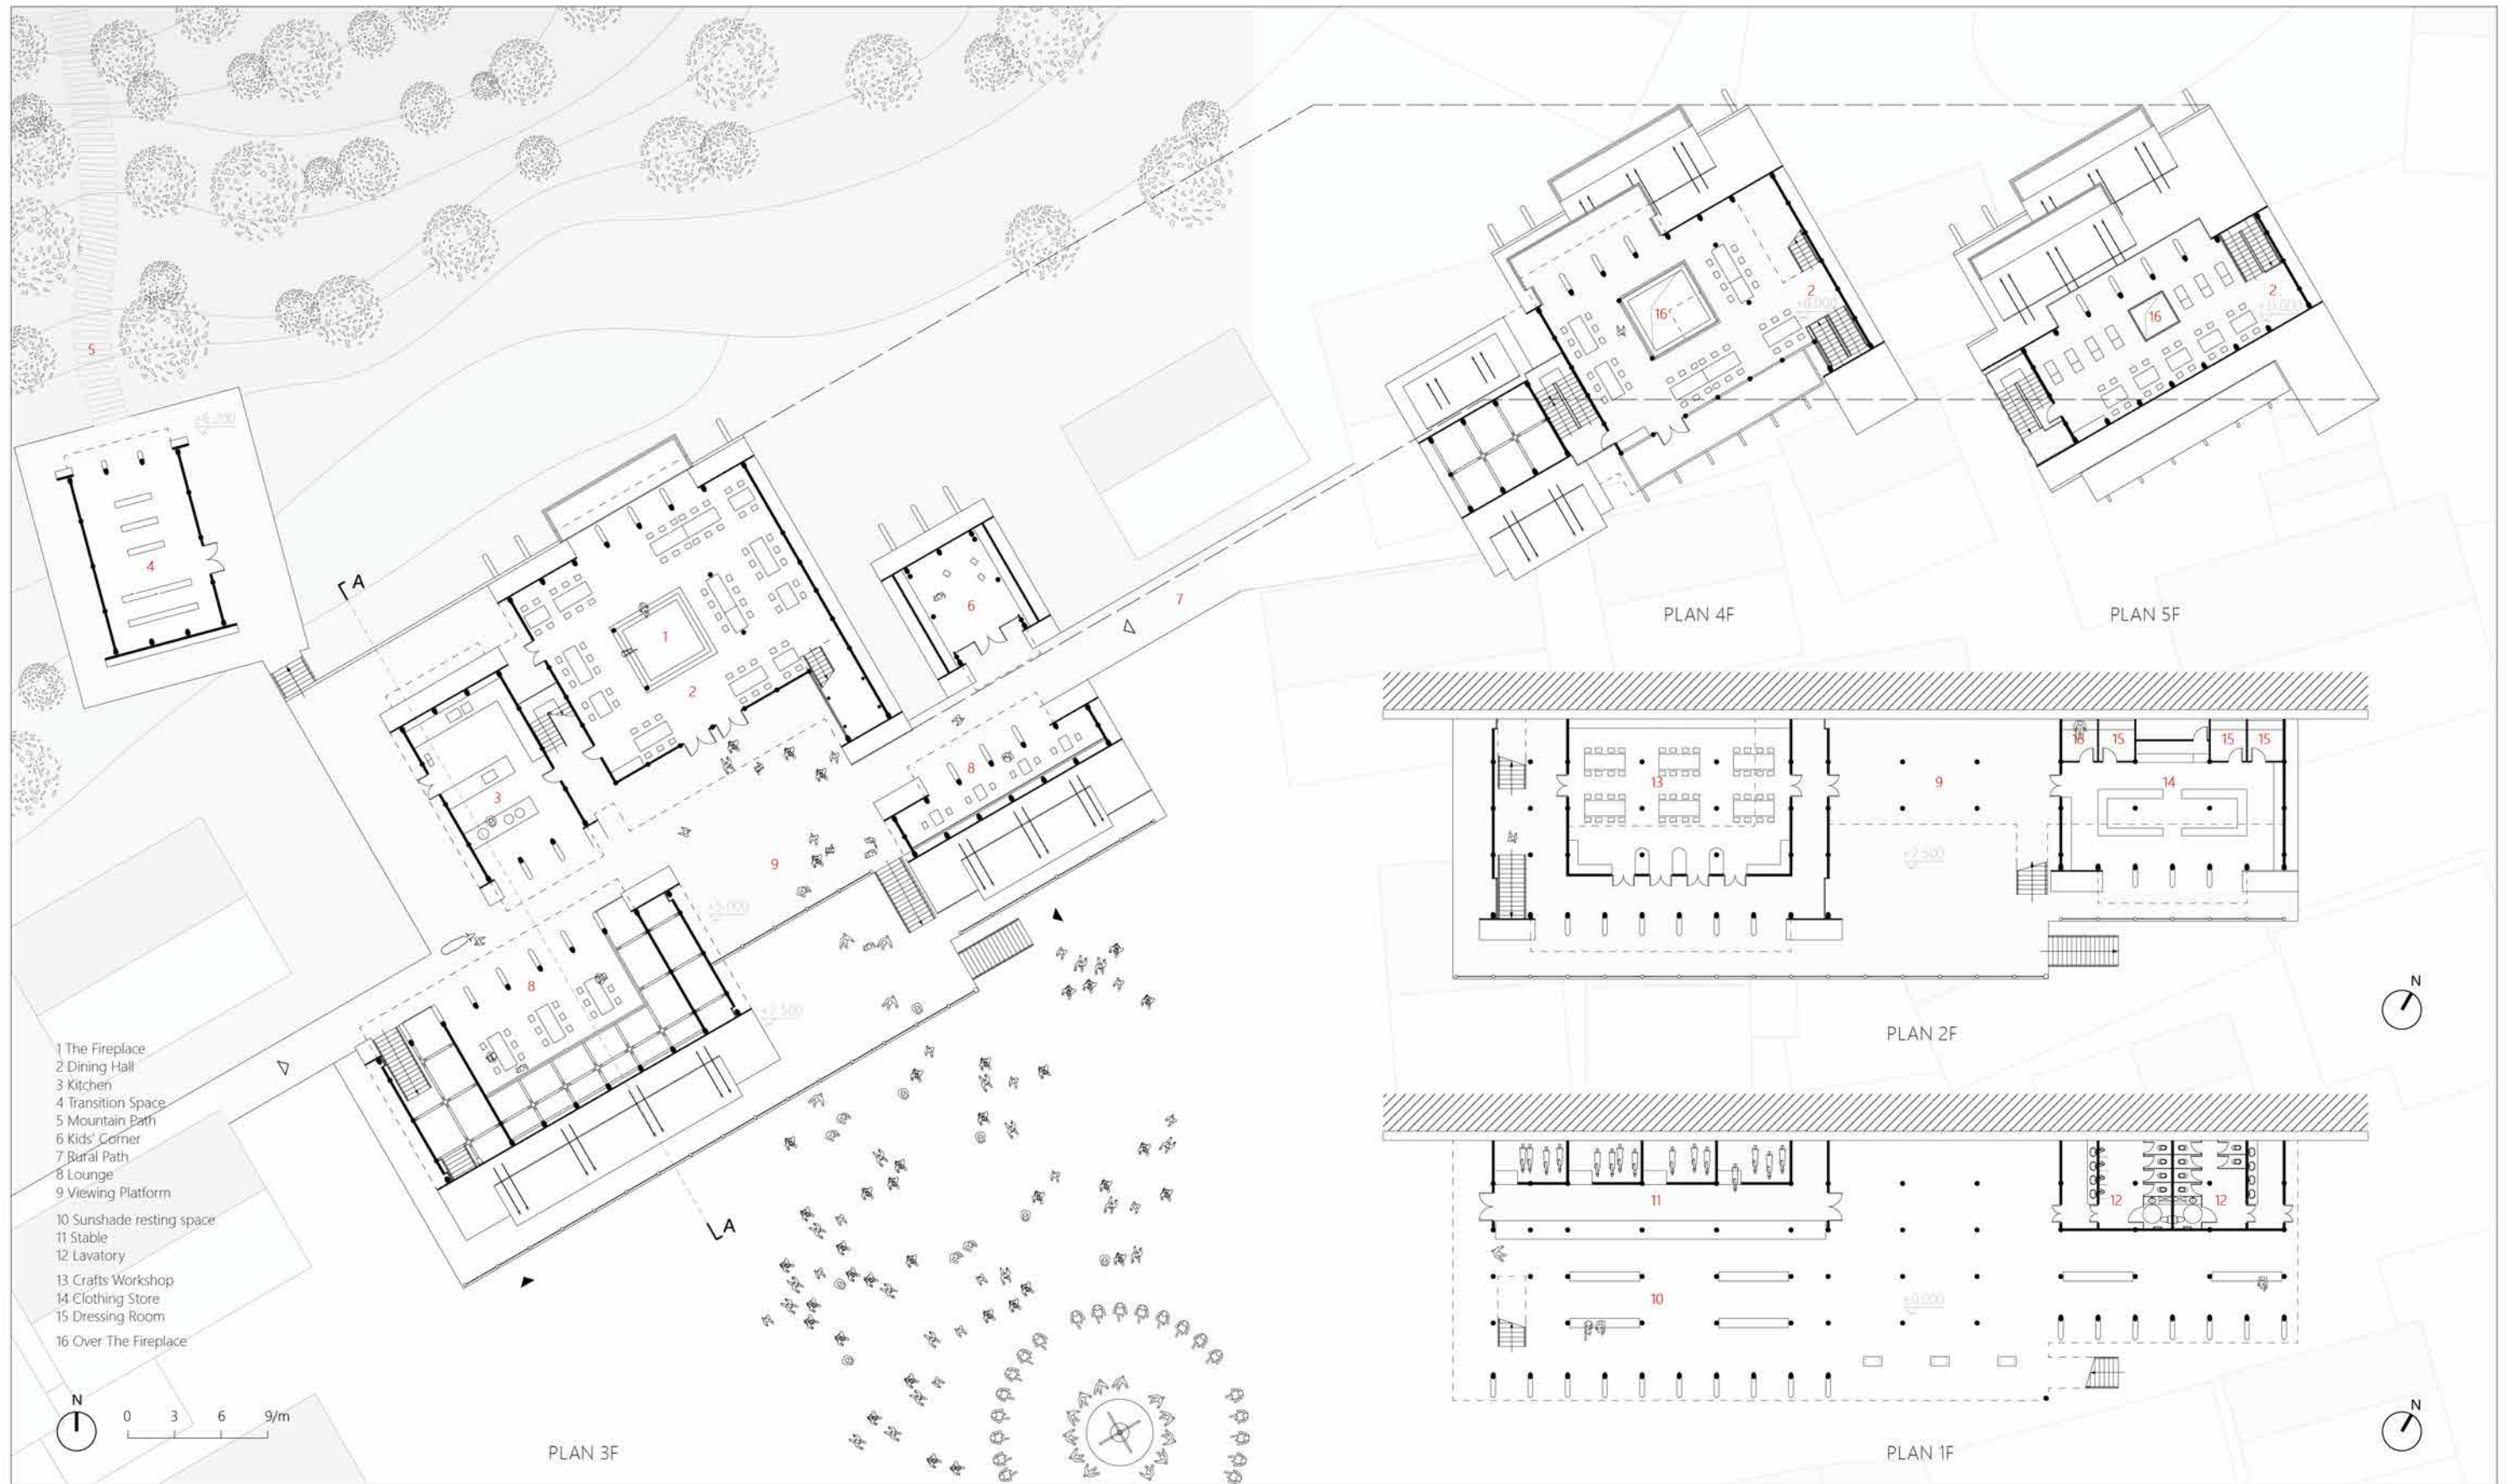 5
+6.200
4
A
1
2
3
6
7
8
9
+5.000
8
+2.500
A
1 The Fireplace
2 Dining Hall
3 Kitchen
4 Transition Space
5 Mountain Path
6 Kids' Corner
7 Rural Path
8 Lounge
9 Viewing Platform
10 Sunshade resting space
11 Stable
12 Lavatory
13 Crafts Workshop
14 Clothing Store
15 Dressing Room
16 Over The Fireplace
N
0 3 6 9/m
PLAN 3F
16
2
PLAN 4F
16
2
PLAN 5F
13
9
+2.500
15
15
15
14
N
PLAN 2F
11
12
12
10
±0.000
N
PLAN 1F